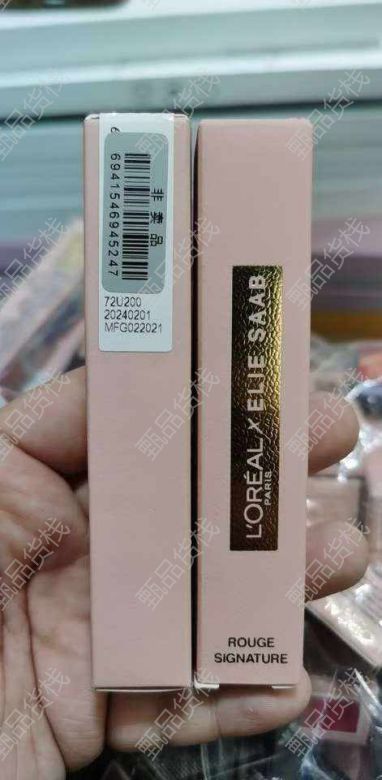 非卖品
6941546945247
72U200
20240201
MFG022021
L'ORÉAL X ELIE SAAB
PARIS
ROUGE
SIGNATURE
甄品货栈